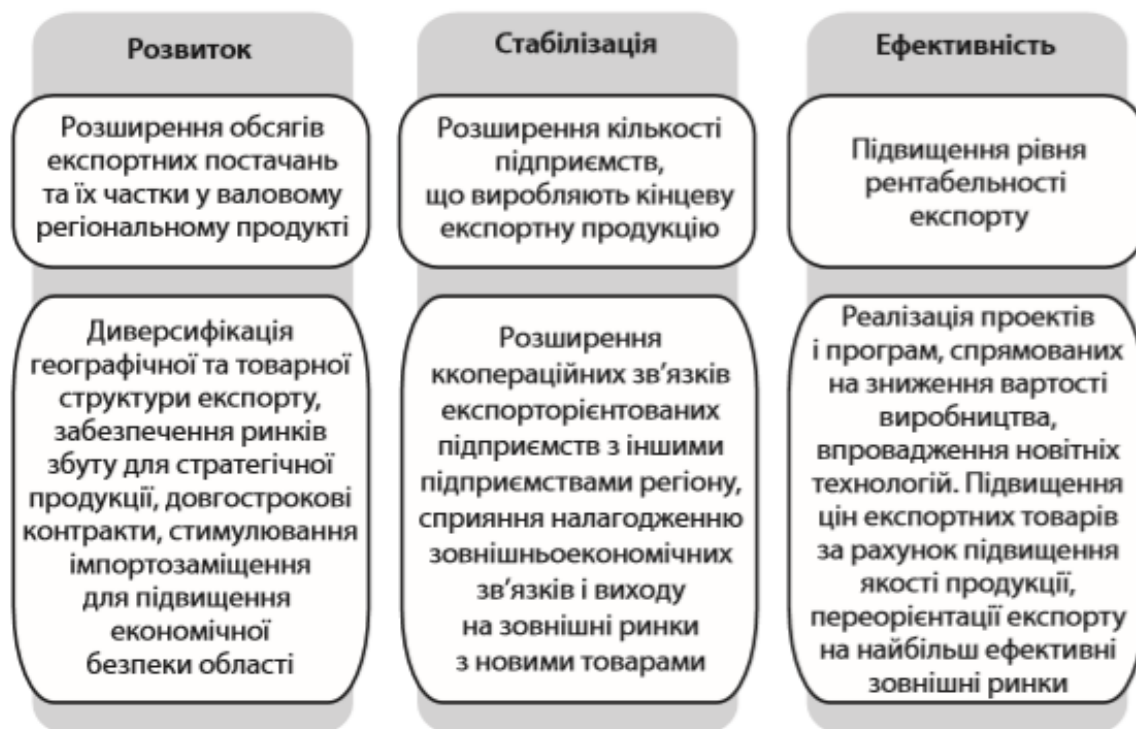 Розвиток
Розширення обсягів
експортних постачань
та їх частки у валовому
регіональному продукті
Диверсифікація
географічної та товарної
структури експорту,
забезпечення ринків
збуту для стратегічної
продукції, довгострокові
контракти, стимулювання
імпортозаміщення
для підвищення
економічної
безпеки області
Стабілізація
Розширення кількості
підприємств,
що виробляють кінцеву
експортну продукцію
Розширення
ккопераційних зв’язків
експорторієнтованих
підприємств з іншими
підприємствами регіону,
сприяння налагодженню
зовнішньоекономічних
зв’язків і виходу
на зовнішні ринки
з новими товарами
Ефективність
Підвищення рівня
рентабельності
експорту
Реалізація проектів
і програм, спрямованих
на зниження вартості
виробництва,
впровадження новітніх
технологій. Підвищення
цін експортних товарів
за рахунок підвищення
якості продукції,
переорієнтації експорту
на найбільш ефективні
зовнішні ринки